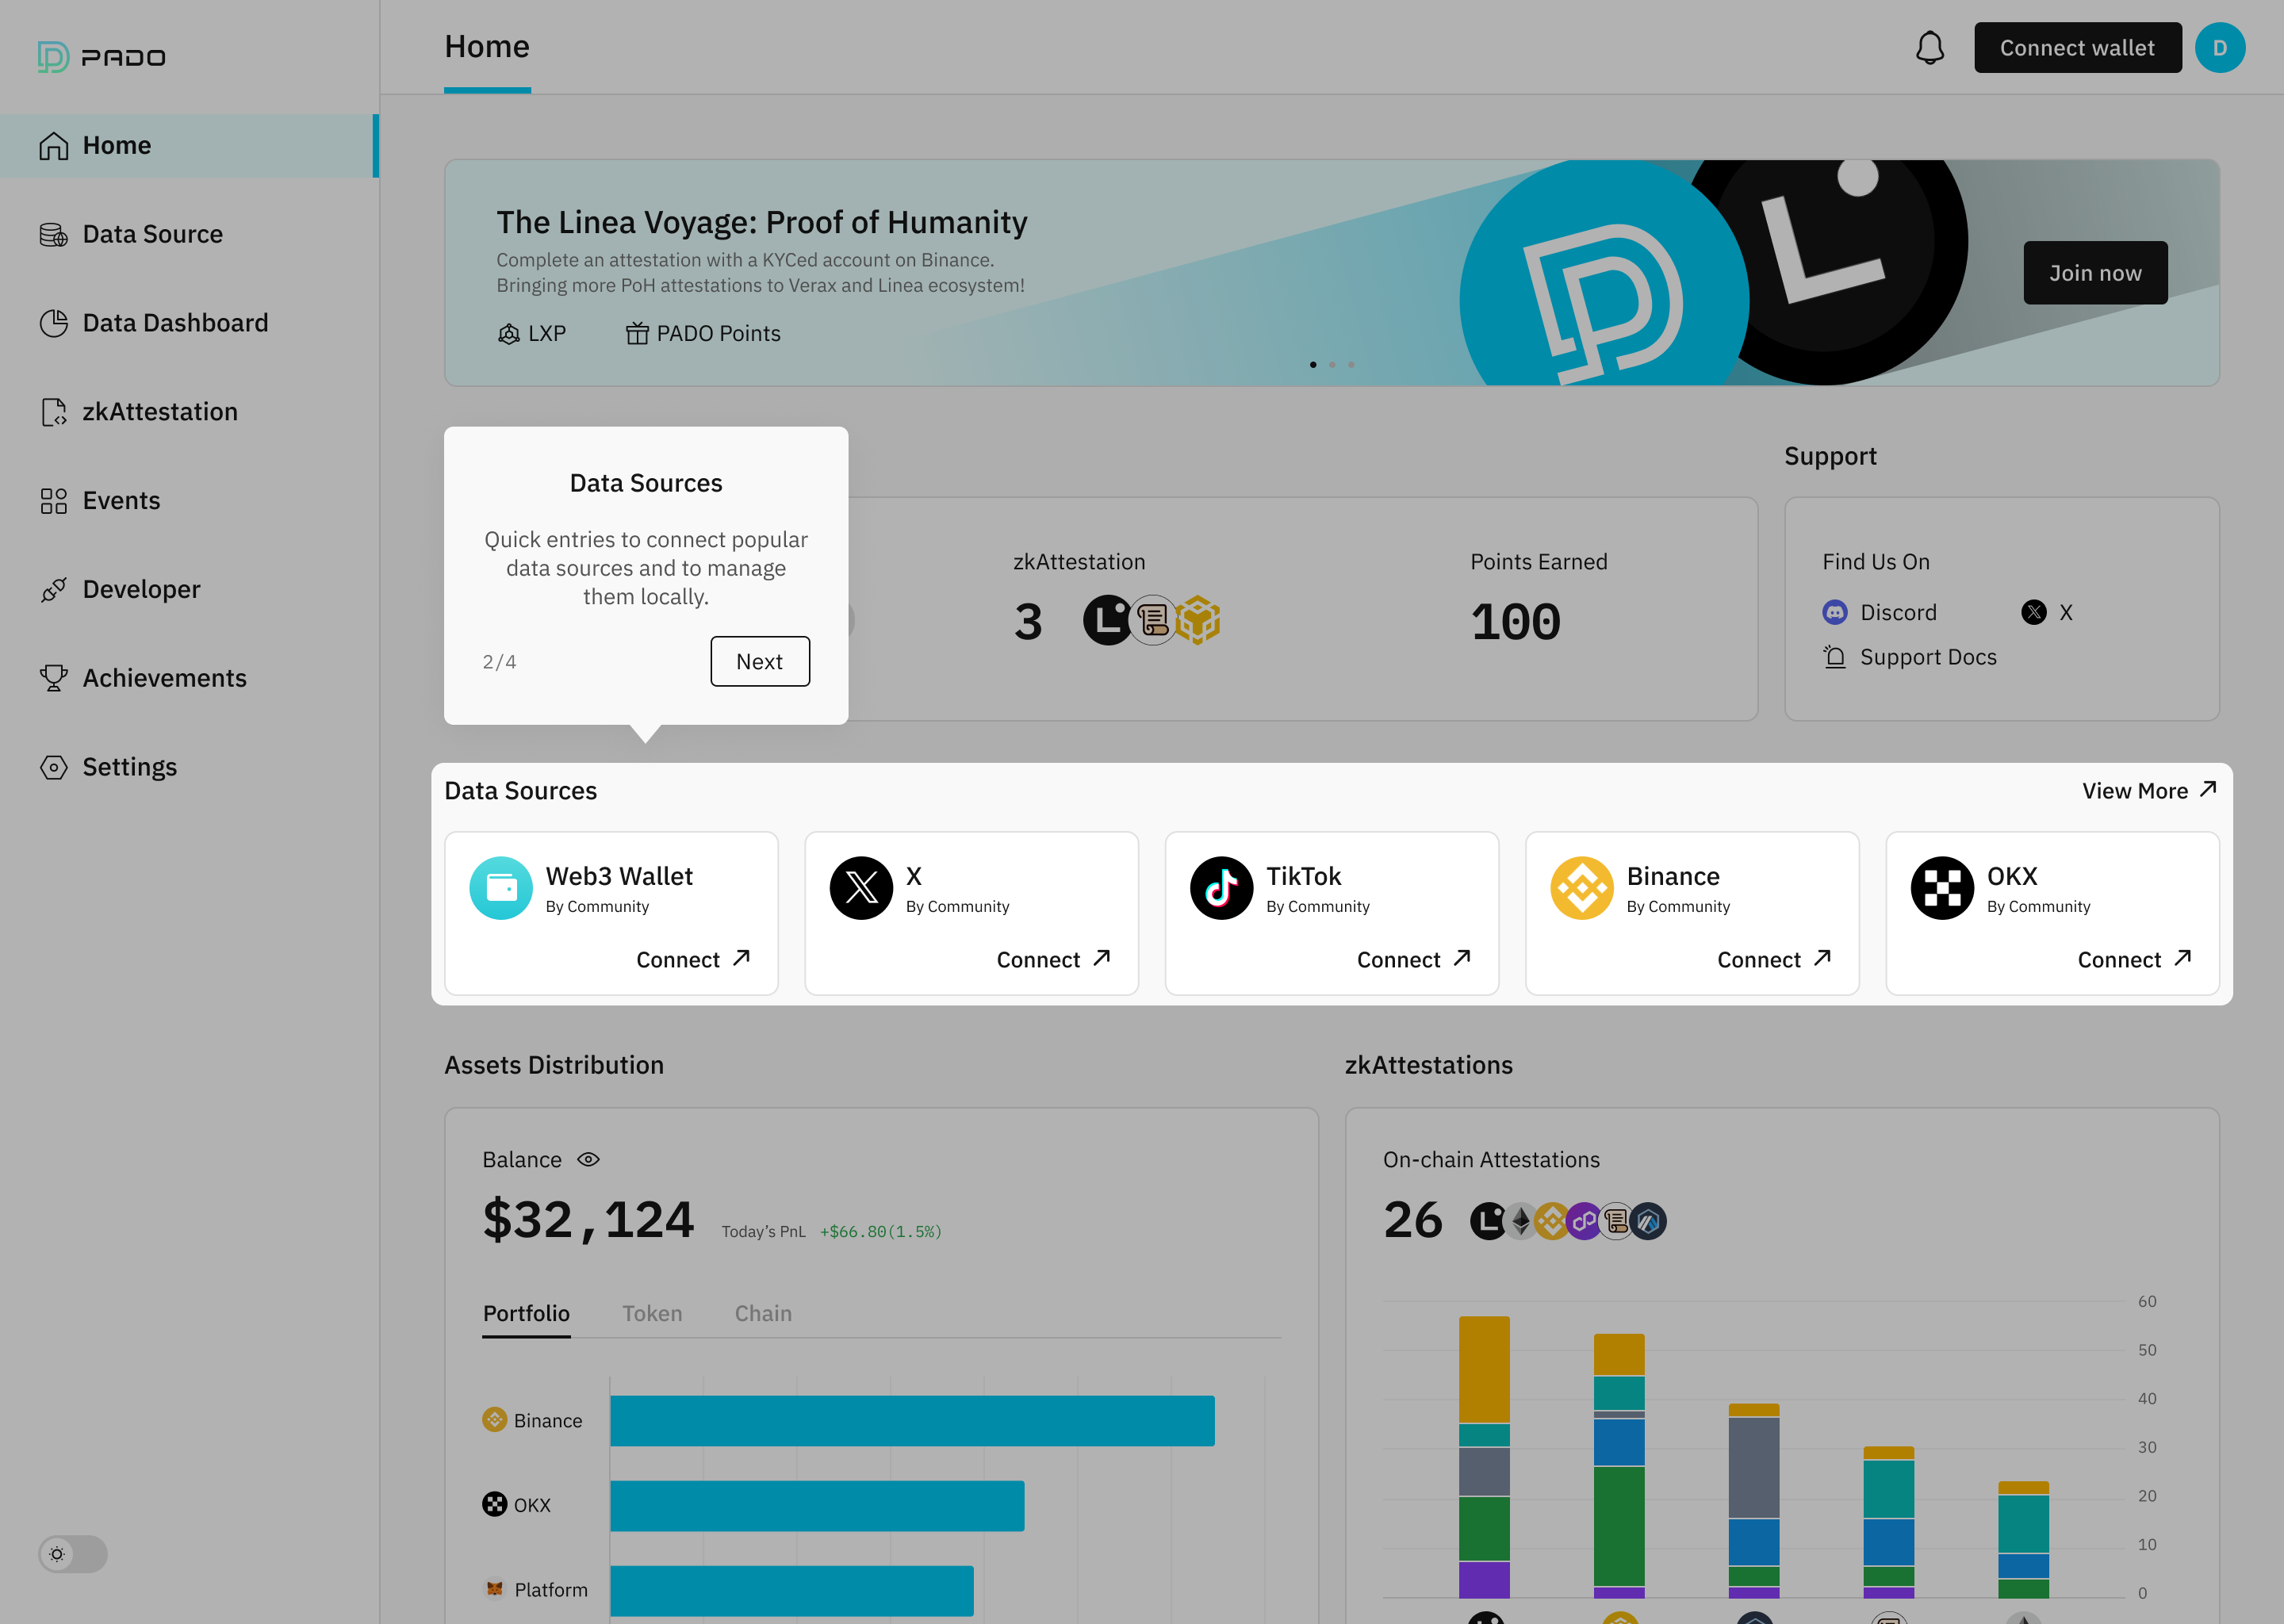 PADO
Home
Data Source
Data Dashboard
zkAttestation
Events
Developer
Achievements
Settings
Home
Connect wallet
D
The Linea Voyage: Proof of Humanity
Complete an attestation with a KYCed account on Binance.
Bringing more PoH attestations to Verax and Linea ecosystem!
LXP
PADO Points
Join now
Data Sources
Quick entries to connect popular
data sources and to manage
them locally.
2/4
Next
zkAttestation
3
Points Earned
100
Support
Find Us On
Discord
X
Support Docs
Data Sources
View More
Web3 Wallet
By Community
Connect
X
By Community
Connect
TikTok
By Community
Connect
Binance
By Community
Connect
OKX
By Community
Connect
Assets Distribution
Balance
$32,124
Today's PnL +$66.80(1.5%)
Portfolio
Token
Chain
Binance
OKX
Platform
zkAttestations
On-chain Attestations
26
60
50
40
30
20
10
0